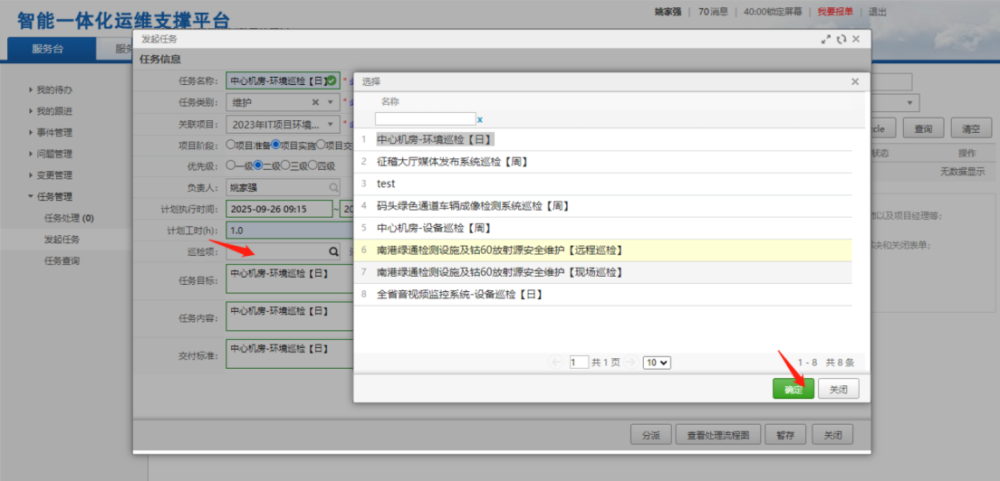 智能一体化运维支撑平台
姚家强 | 70消息 | 40:00锁定屏幕 | 我要报单 | 退出
服务台
发起任务
任务信息
我的待办
我的跟进
事件管理
问题管理
变更管理
任务管理
任务处理 (0)
发起任务
任务查询
任务名称: 中心机房-环境巡检【日】 *
任务类别: 维护 *
关联项目: 2023年IT项目环境... *
项目阶段: 项目准备 项目实施 项目交
优先级: 一级 二级 三级 四级
负责人: 姚家强
计划执行时间: 2025-09-26 09:15 ~ 20
计划工时(h): 1.0
巡检项:
任务目标: 中心机房-环境巡检【日】
任务内容: 中心机房-环境巡检【日】
交付标准: 中心机房-环境巡检【日】
选择
名称
x
1 中心机房-环境巡检【日】
2 征稽大厅媒体发布系统巡检【周】
3 test
4 码头绿色通道车辆成像检测系统巡检【周】
5 中心机房-设备巡检【周】
6 南港绿通检测设施及钴60放射源安全维护【远程巡检】
7 南港绿通检测设施及钴60放射源安全维护【现场巡检】
8 全省音视频监控系统-设备巡检【日】
1 共 1 页 10 1 - 8 共 8 条
确定 关闭
cle 查询 清空
状态 操作
无数据显示
以及项目经理等;
决和关闭表单;
分派 查看处理流程图 暂存 关闭